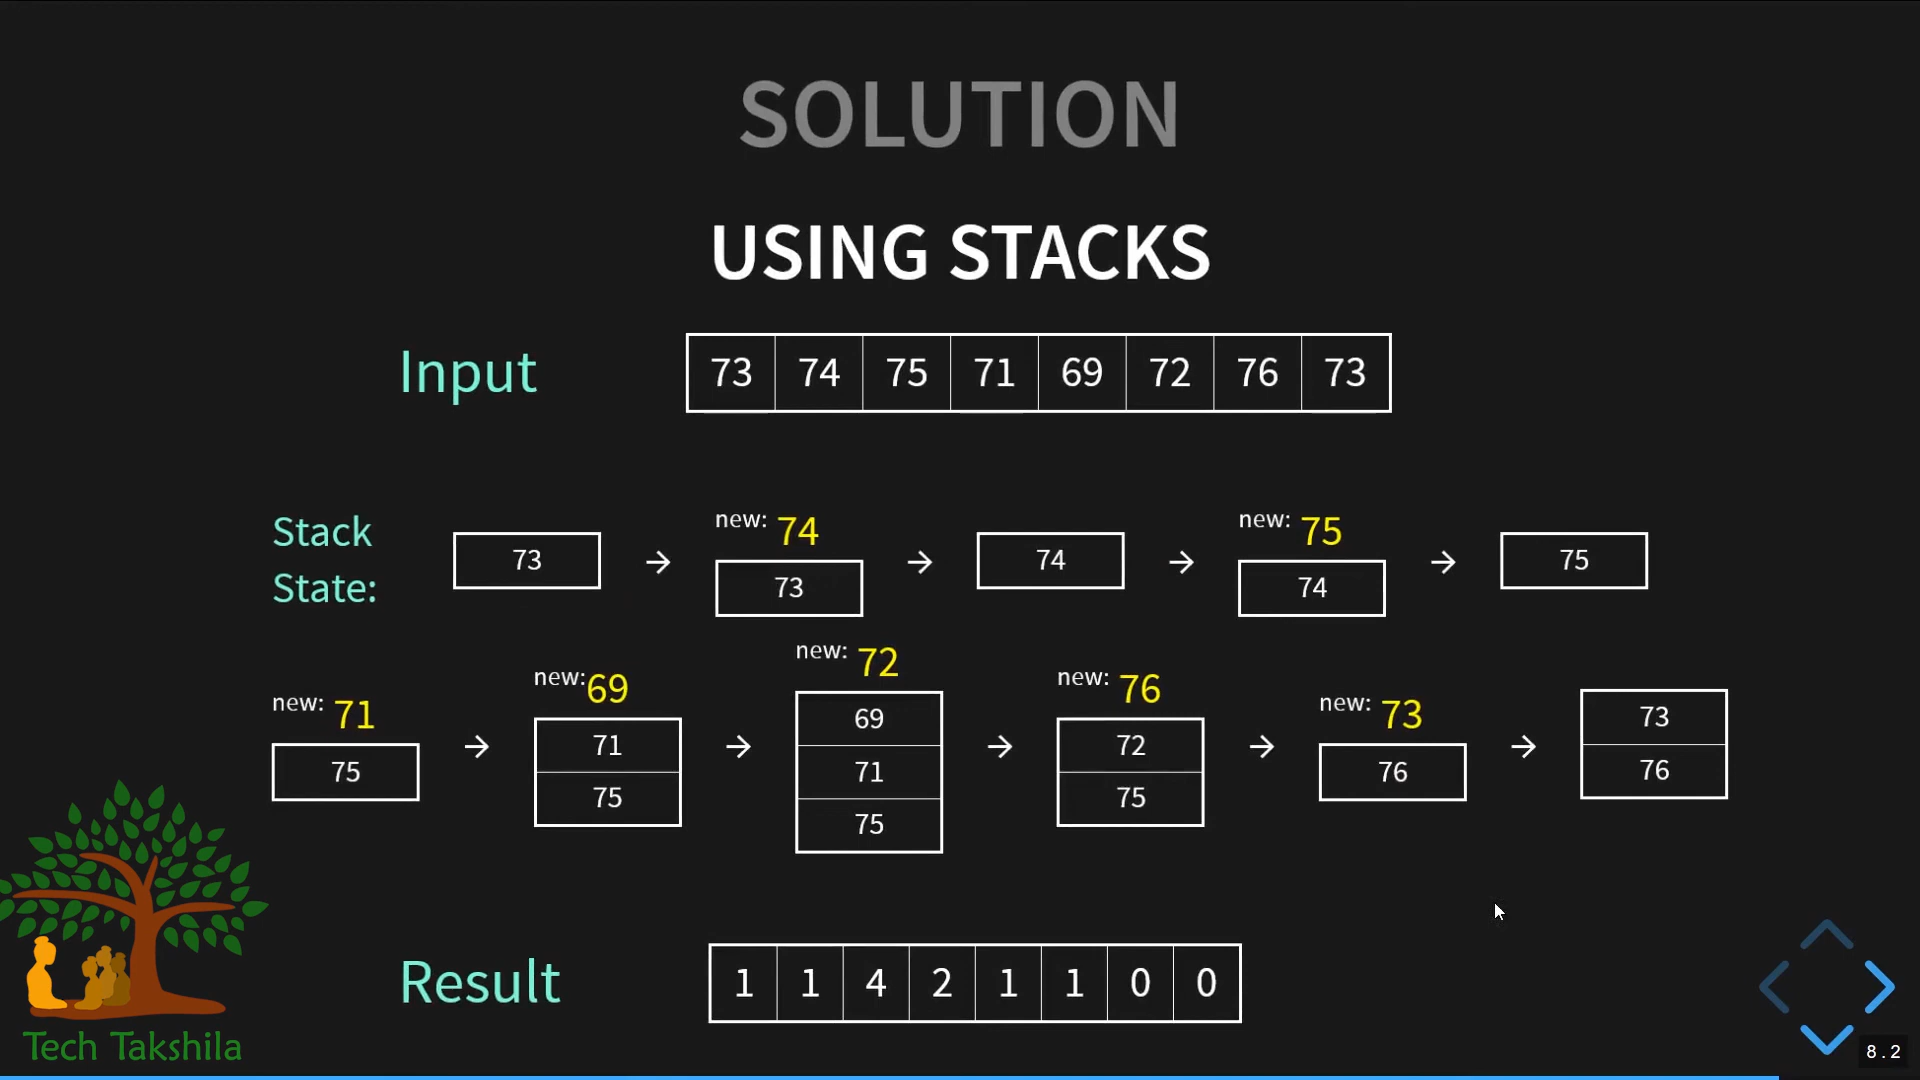 SOLUTION
USING STACKS
Input 73 74 75 71 69 72 76 73
Stack
State:
73 → new: 74
73 → 74 → new: 75
74 → 75
new: 71
75 → new: 69
71
75 → new: 72
69
71
75 → new: 76
72
75 → new: 73
76 → 73
76
Result 1 1 4 2 1 1 0 0
Tech Takshila
8.2